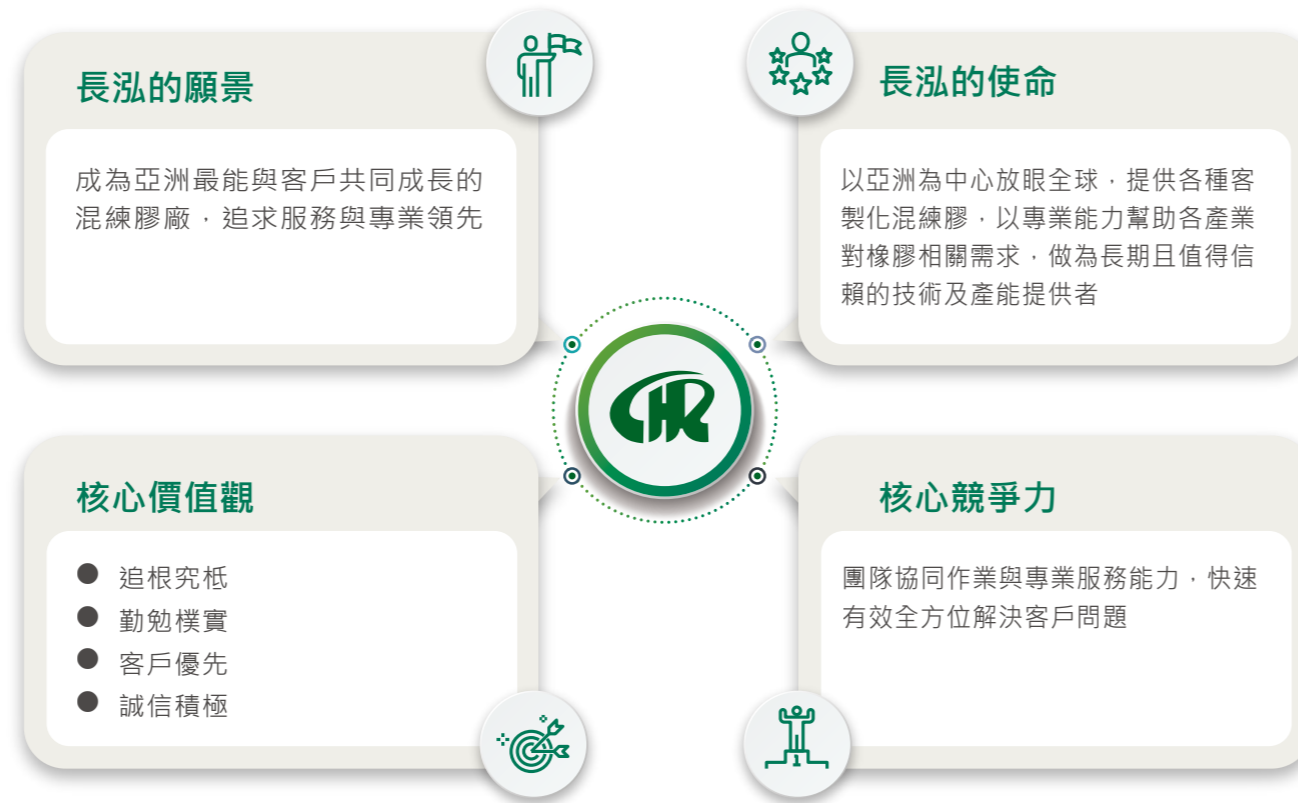 長泓的願景
成為亞洲最能與客戶共同成長的
混練膠廠，追求服務與專業領先
長泓的使命
以亞洲為中心放眼全球，提供各種客
製化混練膠，以專業能力幫助各產業
對橡膠相關需求，做為長期且值得信
賴的技術及產能提供者
CHR
核心價值觀
● 追根究柢
● 勤勉樸實
● 客戶優先
● 誠信積極
核心競爭力
團隊協同作業與專業服務能力，快速
有效全方位解決客戶問題
1